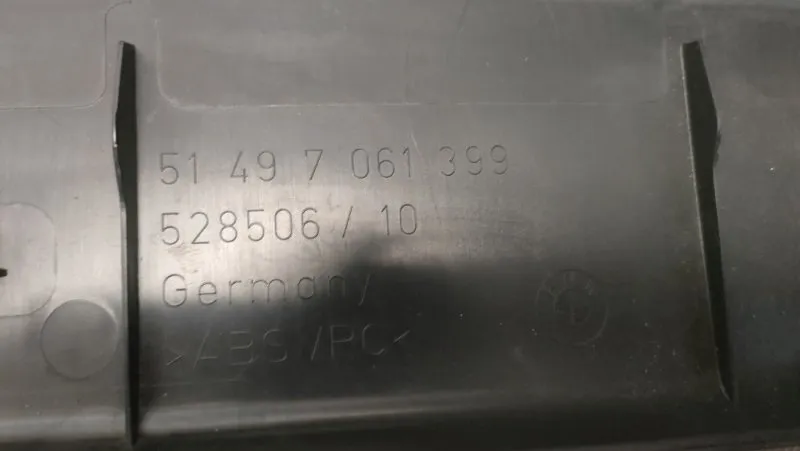 51 49 7 061 399
528506 / 10
Germany
>ABS/PC<